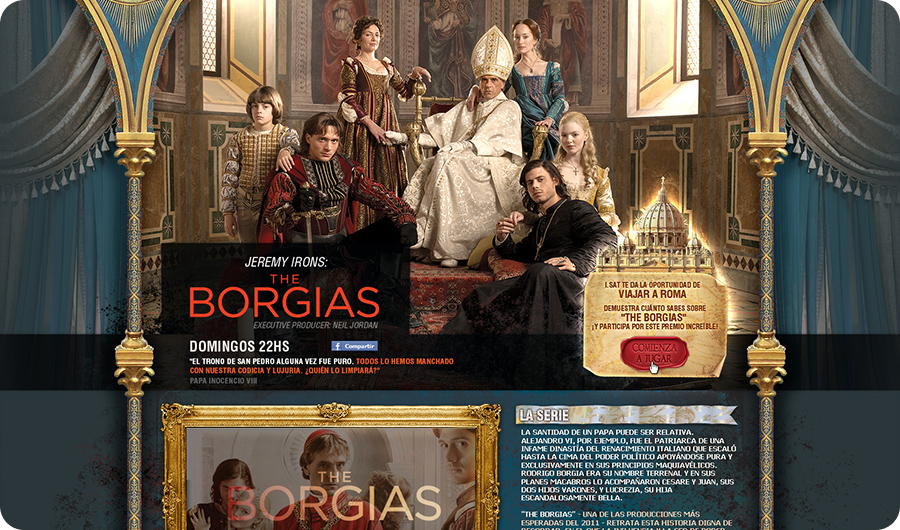 JEREMY IRONS:
THE
BORGIAS
EXECUTIVE PRODUCER: NEIL JORDAN
DOMINGOS 22HS
f Compartir
"EL TRONO DE SAN PEDRO ALGUNA VEZ FUE PURO. TODOS LO HEMOS MANCHADO
CON NUESTRA CODICIA Y LUJURIA. ¿QUIÉN LO LIMPIARÁ?"
PAPA INOCENCIO VIII
I.SAT TE DA LA OPORTUNIDAD DE
VIAJAR A ROMA
DEMUESTRA CUÁNTO SABES SOBRE
"THE BORGIAS"
¡Y PARTICIPA POR ESTE PREMIO INCREÍBLE!
COMIENZA
A JUGAR
THE
BORGIAS
LA SERIE
LA SANTIDAD DE UN PAPA PUEDE SER RELATIVA.
ALEJANDRO VI, POR EJEMPLO, FUE EL PATRIARCA DE UNA
INFAME DINASTÍA DEL RENACIMIENTO ITALIANO QUE ESCALÓ
HASTA LA CIMA DEL PODER POLÍTICO APOYÁNDOSE PURA Y
EXCLUSIVAMENTE EN SUS PRINCIPIOS MAQUIAVÉLICOS.
RODRIGO BORGIA ERA SU NOMBRE TERRENAL Y EN SUS
PLANES MACABROS LO ACOMPAÑARON CESARE Y JUAN, SUS
DOS HIJOS VARONES, Y LUCREZIA, SU HIJA
ESCANDALOSAMENTE BELLA.
"THE BORGIAS" - UNA DE LAS PRODUCCIONES MÁS
ESPERADAS DEL 2011 - RETRATA ESTA HISTORIA DIGNA DE